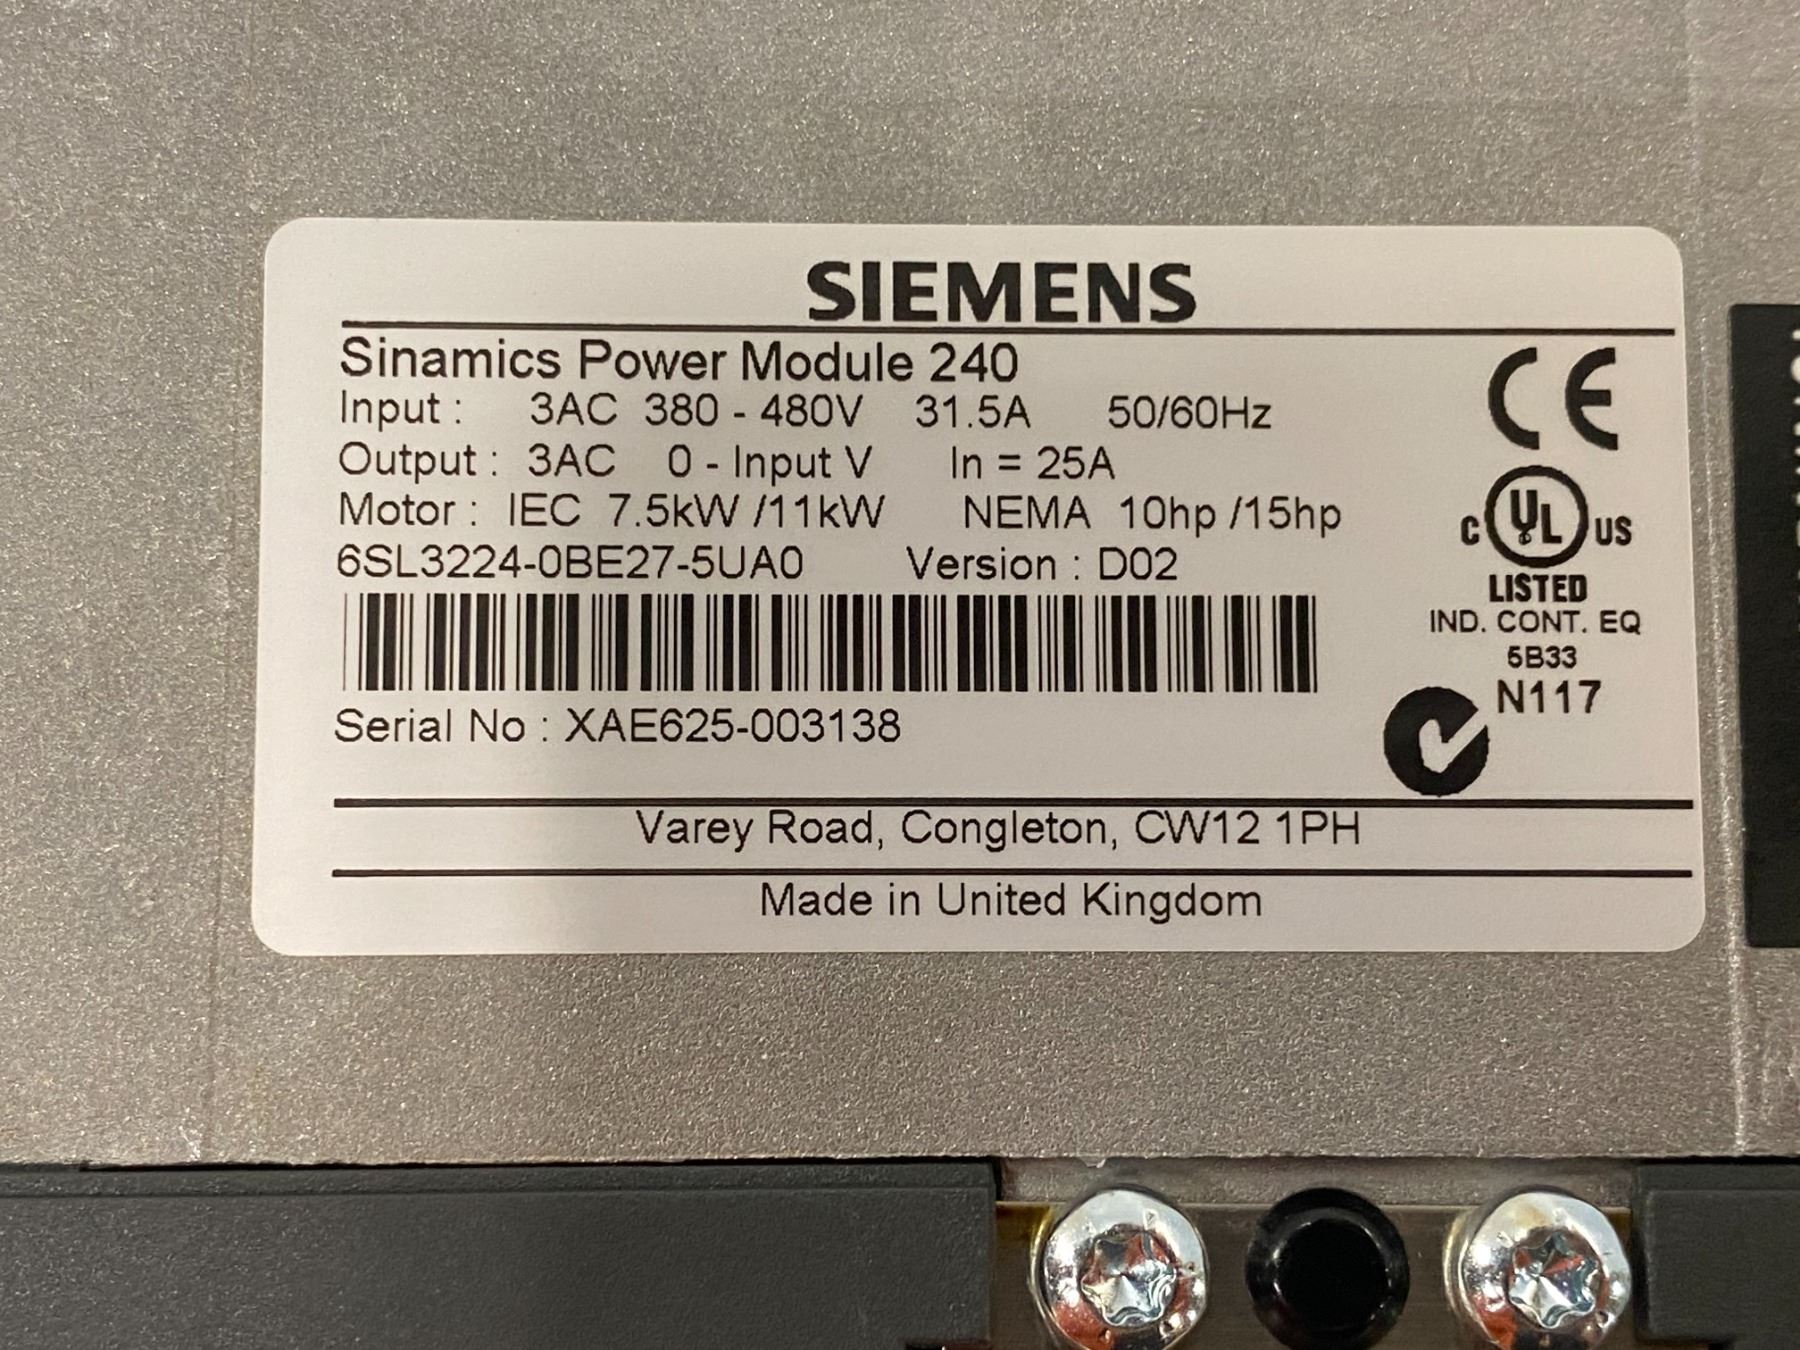 SIEMENS
Sinamics Power Module 240
Input : 3AC 380 - 480V 31.5A 50/60Hz
Output : 3AC 0 - Input V In = 25A
Motor : IEC 7.5kW /11kW NEMA 10hp /15hp
6SL3224-0BE27-5UA0 Version : D02
Serial No : XAE625-003138
CE
C UL US
LISTED
IND. CONT. EQ
5B33
N117
Varey Road, Congleton, CW12 1PH
Made in United Kingdom